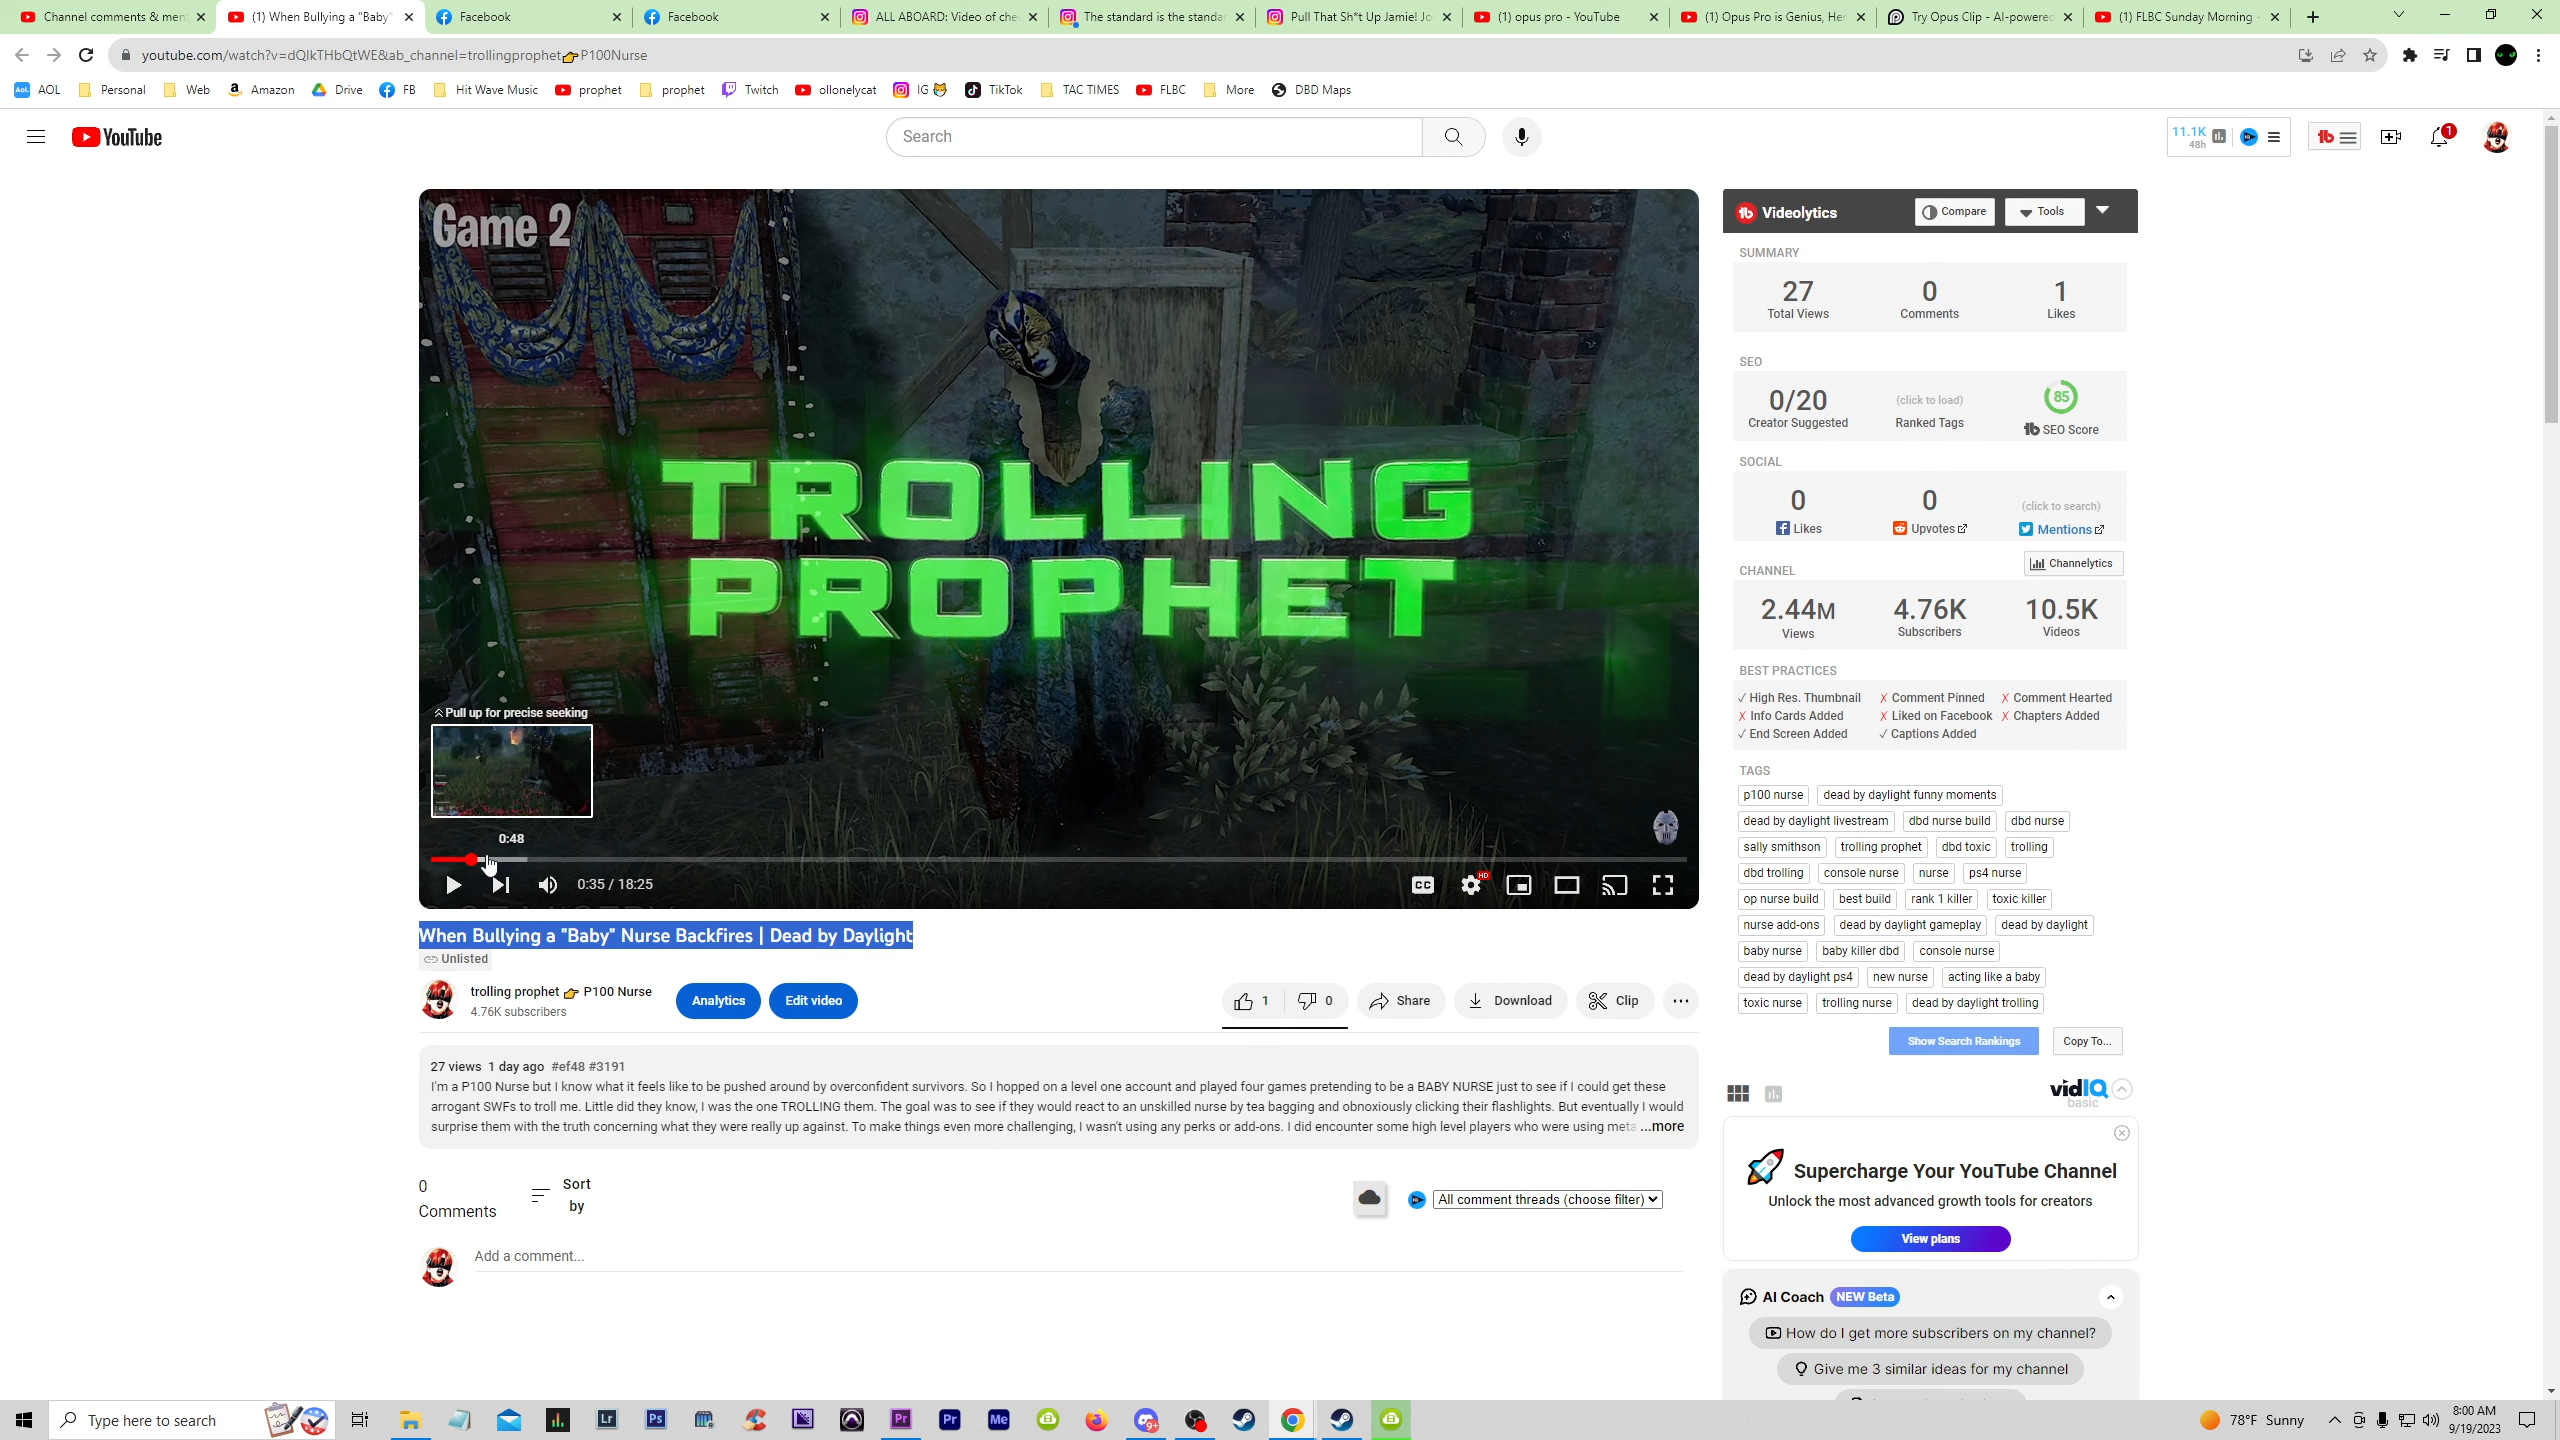 Channel comments & men
(1) When Bullying a "Baby"
Facebook
Facebook
ALL ABOARD: Video of che
The standard is the standa
Pull That Sh*t Up Jamie! Jo
(1) opus pro - YouTube
(1) Opus Pro is Genius, Her
Try Opus Clip - AI-powered
(1) FLBC Sunday Morning -
youtube.com/watch?v=dQlkTHbQtWE&ab_channel=trollingprophet👉P100Nurse
Aol. AOL
Personal
Web
Amazon
Drive
FB
Hit Wave Music
prophet
prophet
Twitch
ollonelycat
IG 🐯
TikTok
TAC TIMES
FLBC
More
DBD Maps
YouTube
Search
11.1K
48h
1
Game 2
TROLLING
PROPHET
Pull up for precise seeking
0:48
0:35 / 18:25
CC
HD
When Bullying a "Baby" Nurse Backfires | Dead by Daylight
Unlisted
trolling prophet 👉 P100 Nurse
4.76K subscribers
Analytics
Edit video
1
0
Share
Download
Clip
27 views 1 day ago #ef48 #3191
I'm a P100 Nurse but I know what it feels like to be pushed around by overconfident survivors. So I hopped on a level one account and played four games pretending to be a BABY NURSE just to see if I could get these
arrogant SWFs to troll me. Little did they know, I was the one TROLLING them. The goal was to see if they would react to an unskilled nurse by tea bagging and obnoxiously clicking their flashlights. But eventually I would
surprise them with the truth concerning what they were really up against. To make things even more challenging, I wasn't using any perks or add-ons. I did encounter some high level players who were using meta ...more
0
Comments
Sort
by
All comment threads (choose filter)
Add a comment...
Videolytics
Compare
Tools
SUMMARY
27 0 1
Total Views Comments Likes
SEO
0/20 (click to load) 85
Creator Suggested Ranked Tags SEO Score
SOCIAL
0 0 (click to search)
Likes Upvotes Mentions
CHANNEL
Channelytics
2.44M 4.76K 10.5K
Views Subscribers Videos
BEST PRACTICES
✓ High Res. Thumbnail X Comment Pinned X Comment Hearted
X Info Cards Added X Liked on Facebook X Chapters Added
✓ End Screen Added ✓ Captions Added
TAGS
p100 nurse dead by daylight funny moments
dead by daylight livestream dbd nurse build dbd nurse
sally smithson trolling prophet dbd toxic trolling
dbd trolling console nurse nurse ps4 nurse
op nurse build best build rank 1 killer toxic killer
nurse add-ons dead by daylight gameplay dead by daylight
baby nurse baby killer dbd console nurse
dead by daylight ps4 new nurse acting like a baby
toxic nurse trolling nurse dead by daylight trolling
Show Search Rankings
Copy To...
vidIQ
basic
Supercharge Your YouTube Channel
Unlock the most advanced growth tools for creators
View plans
AI Coach NEW Beta
How do I get more subscribers on my channel?
Give me 3 similar ideas for my channel
Type here to search
Lr
Ps
Pr
Pr
Me
9+
78°F Sunny
8:00 AM
9/19/2023